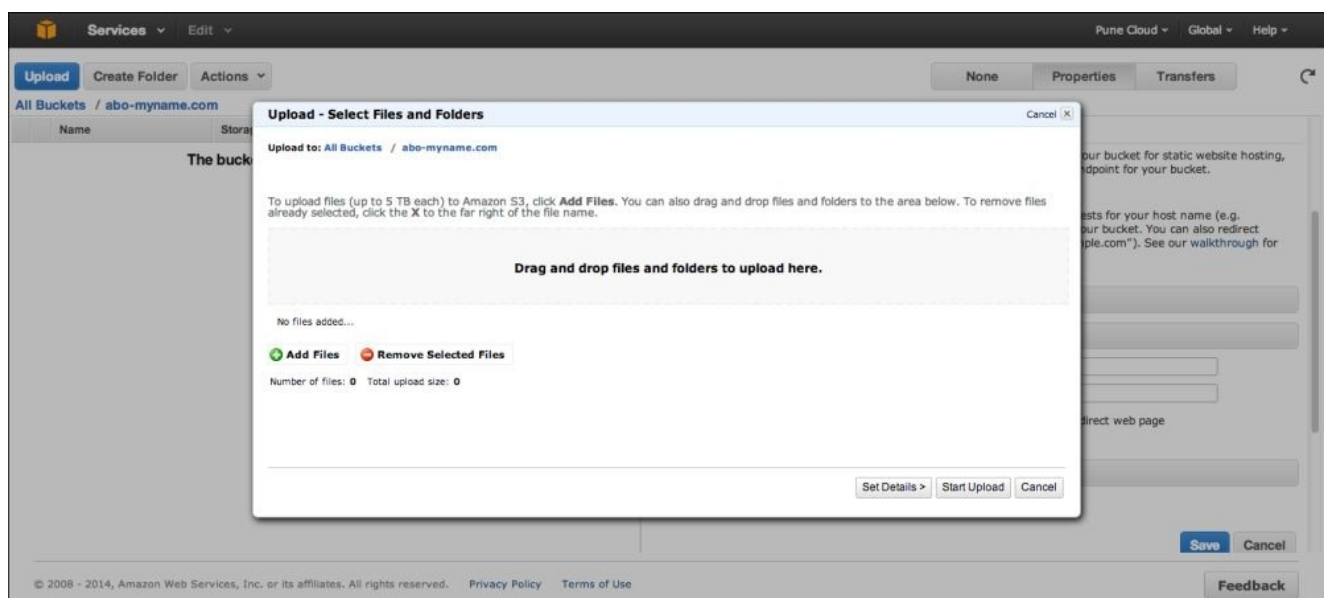 Services Edit Pune Cloud Global Help
Upload Create Folder Actions None Properties Transfers
All Buckets / abo-myname.com
Name
Upload - Select Files and Folders Cancel
Upload to: All Buckets / abo-myname.com
The
our bucket for static website hosting,
for your bucket.
To upload files (up to 5 TB each) to Amazon S3, click Add Files. You can also drag and drop files and folders to the area below. To remove files
already selected, click the X to the far right of the file name.
for your host name (e.g.
our bucket. You can also redirect
See our walkthrough for
Drag and drop files and folders to upload here.
No files added...
Add Files Remove Selected Files
Number of files: 0 Total upload size: 0
web page
Set Details > Start Upload Cancel
Save Cancel
© 2008 - 2014, Amazon Web Services, Inc. or its affiliates. All rights reserved. Privacy Policy Terms of Use Feedback